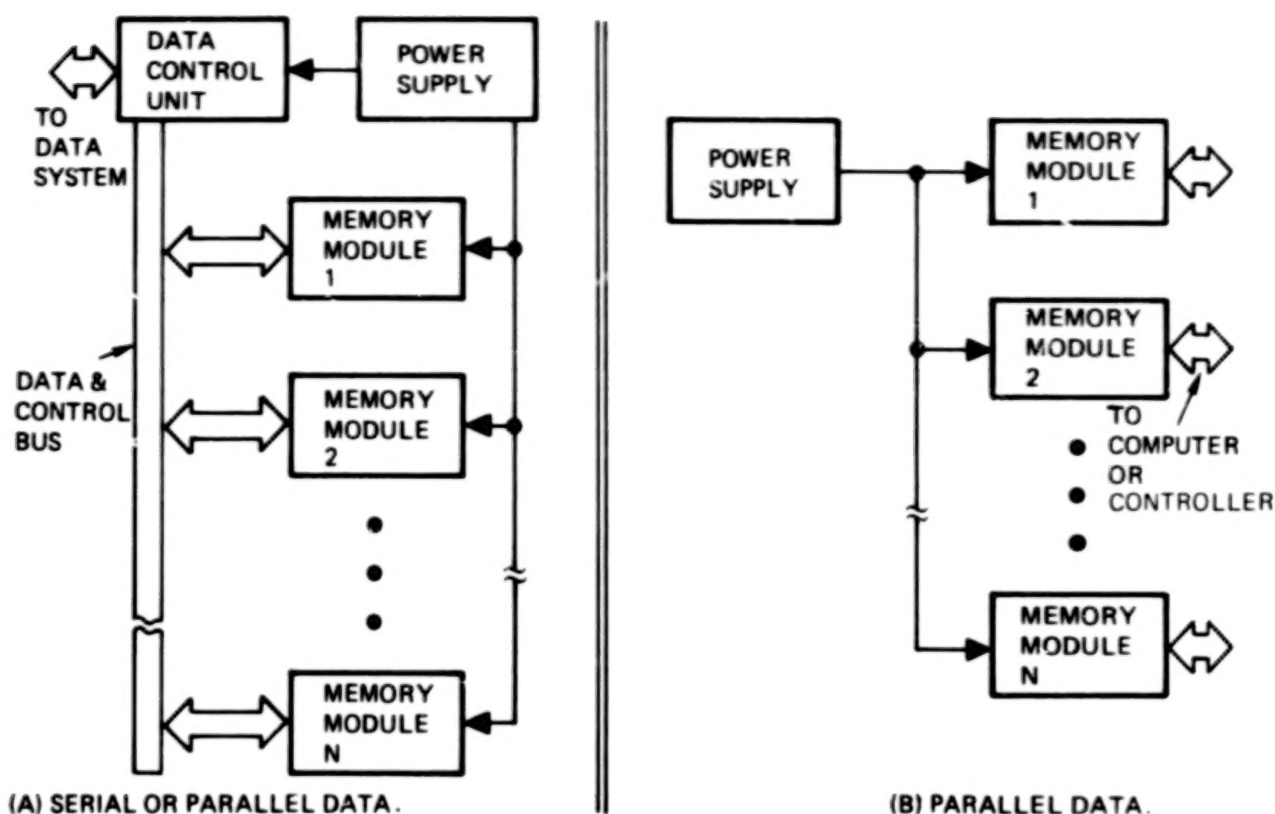 DATA
CONTROL
UNIT
POWER
SUPPLY
TO
DATA
SYSTEM
MEMORY
MODULE
1
DATA &
CONTROL
BUS
MEMORY
MODULE
2
MEMORY
MODULE
N
(A) SERIAL OR PARALLEL DATA.
POWER
SUPPLY
MEMORY
MODULE
1
MEMORY
MODULE
2
TO
COMPUTER
OR
CONTROLLER
MEMORY
MODULE
N
(B) PARALLEL DATA.